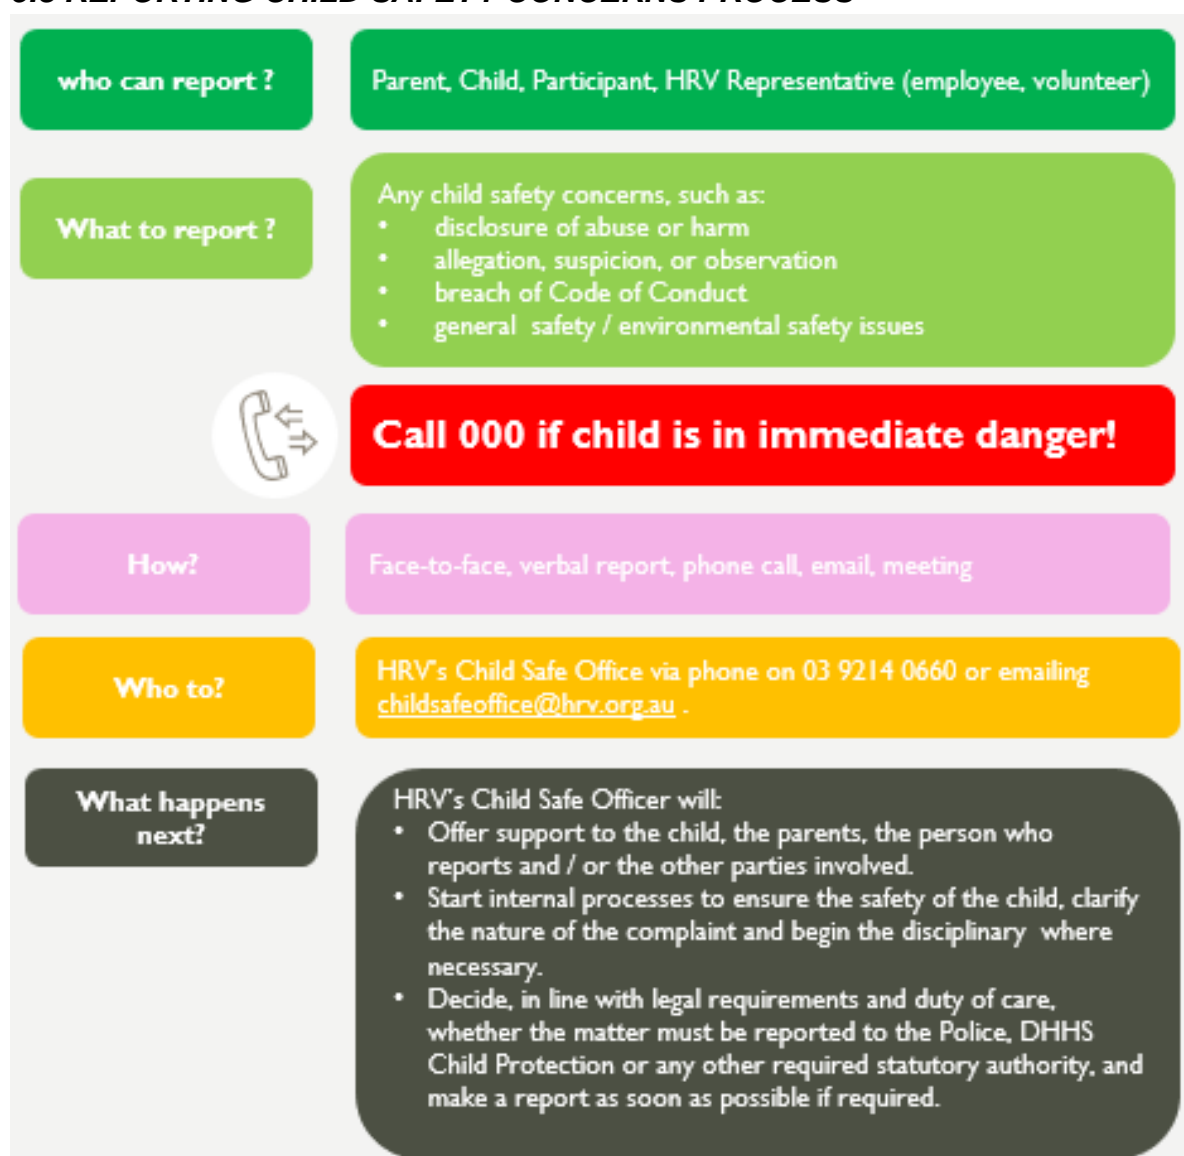 REPORTING CHILD SAFETY CONCERNS PROCESS
who can report ?
Parent, Child, Participant, HRV Representative (employee, volunteer)
What to report ?
Any child safety concerns, such as:
• disclosure of abuse or harm
• allegation, suspicion, or observation
• breach of Code of Conduct
• general safety / environmental safety issues
Call 000 if child is in immediate danger!
How?
Face-to-face, verbal report, phone call, email, meeting
Who to?
HRV's Child Safe Office via phone on 03 9214 0660 or emailing
childsafeoffice@hrv.org.au .
What happens
next?
HRV's Child Safe Officer will:
• Offer support to the child, the parents, the person who
reports and / or the other parties involved.
• Start internal processes to ensure the safety of the child, clarify
the nature of the complaint and begin the disciplinary where
necessary.
• Decide, in line with legal requirements and duty of care,
whether the matter must be reported to the Police, DHHS
Child Protection or any other required statutory authority, and
make a report as soon as possible if required.